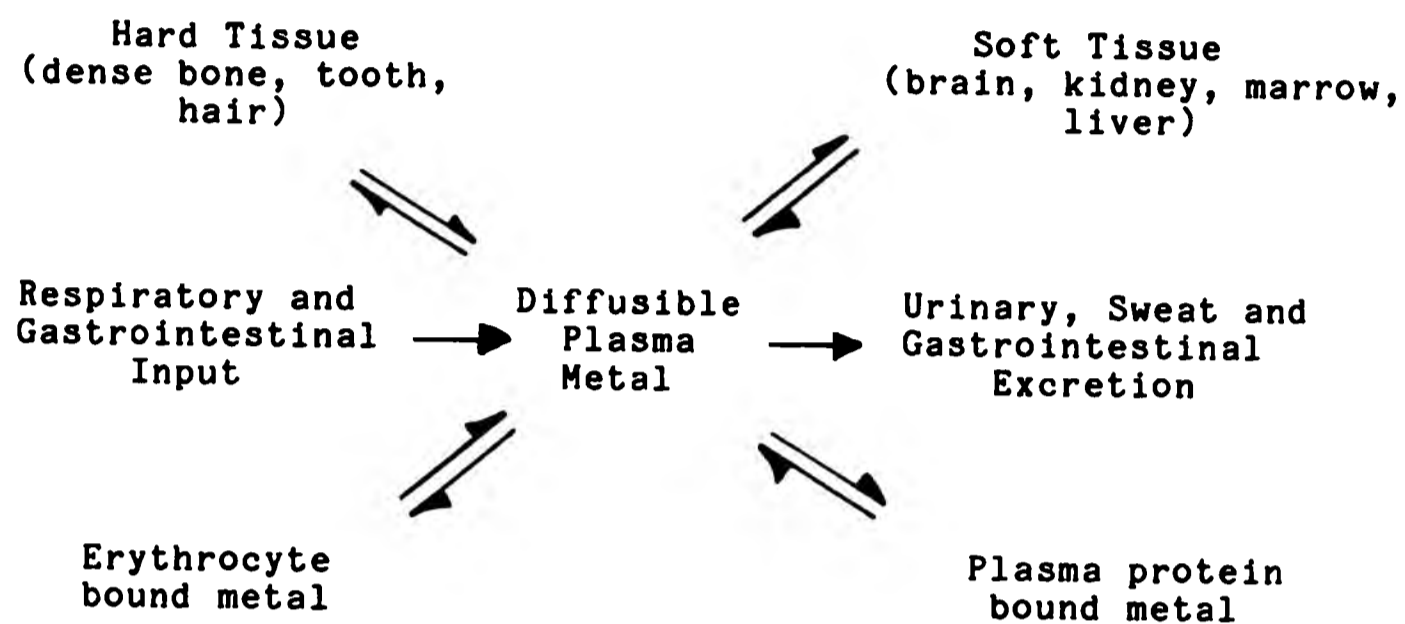 Hard Tissue
(dense bone, tooth,
hair)
Soft Tissue
(brain, kidney, marrow,
liver)
Respiratory and
Gastrointestinal
Input
Diffusible
Plasma
Metal
Urinary, Sweat and
Gastrointestinal
Excretion
Erythrocyte
bound metal
Plasma protein
bound metal